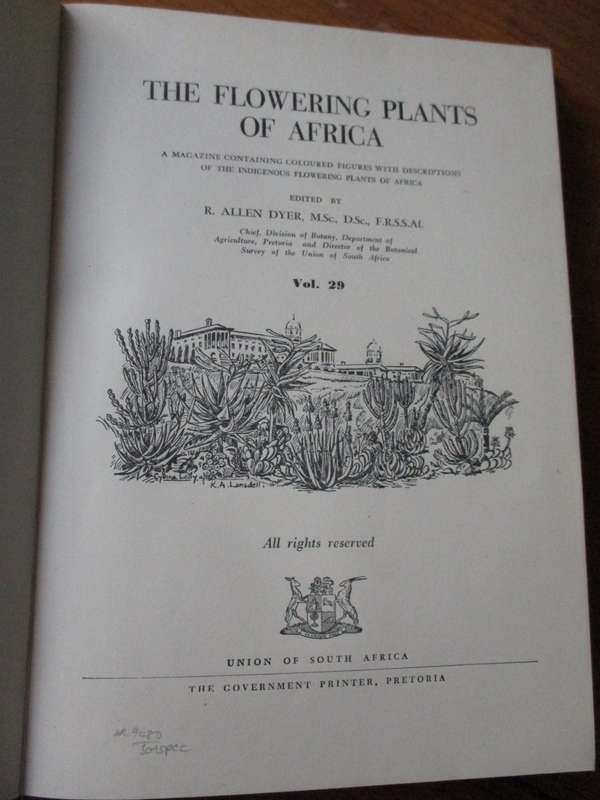 THE FLOWERING PLANTS
OF AFRICA
A MAGAZINE CONTAINING COLOURED FIGURES WITH DESCRIPTIONS
OF THE INDIGENOUS FLOWERING PLANTS OF AFRICA
EDITED BY
R. ALLEN DYER, M.Sc., D.Sc., F.R.S.S.Af.
Chief, Division of Botany, Department of
Agriculture, Pretoria and Director of the Botanical
Survey of the Union of South Africa
Vol. 29
K.A. Lansdell.
All rights reserved
UNION OF SOUTH AFRICA
THE GOVERNMENT PRINTER, PRETORIA